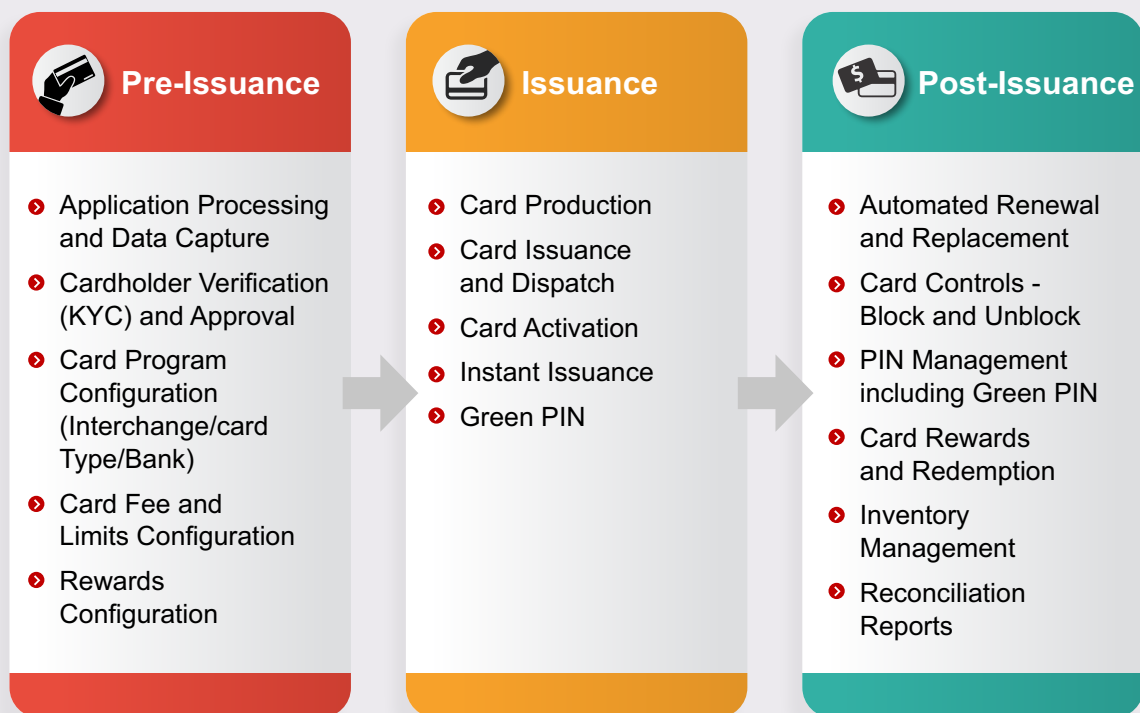 Pre-Issuance
Application Processing
and Data Capture
Cardholder Verification
(KYC) and Approval
Card Program
Configuration
(Interchange/card
Type/Bank)
Card Fee and
Limits Configuration
Rewards
Configuration
Issuance
Card Production
Card Issuance
and Dispatch
Card Activation
Instant Issuance
Green PIN
Post-Issuance
Automated Renewal
and Replacement
Card Controls -
Block and Unblock
PIN Management
including Green PIN
Card Rewards
and Redemption
Inventory
Management
Reconciliation
Reports